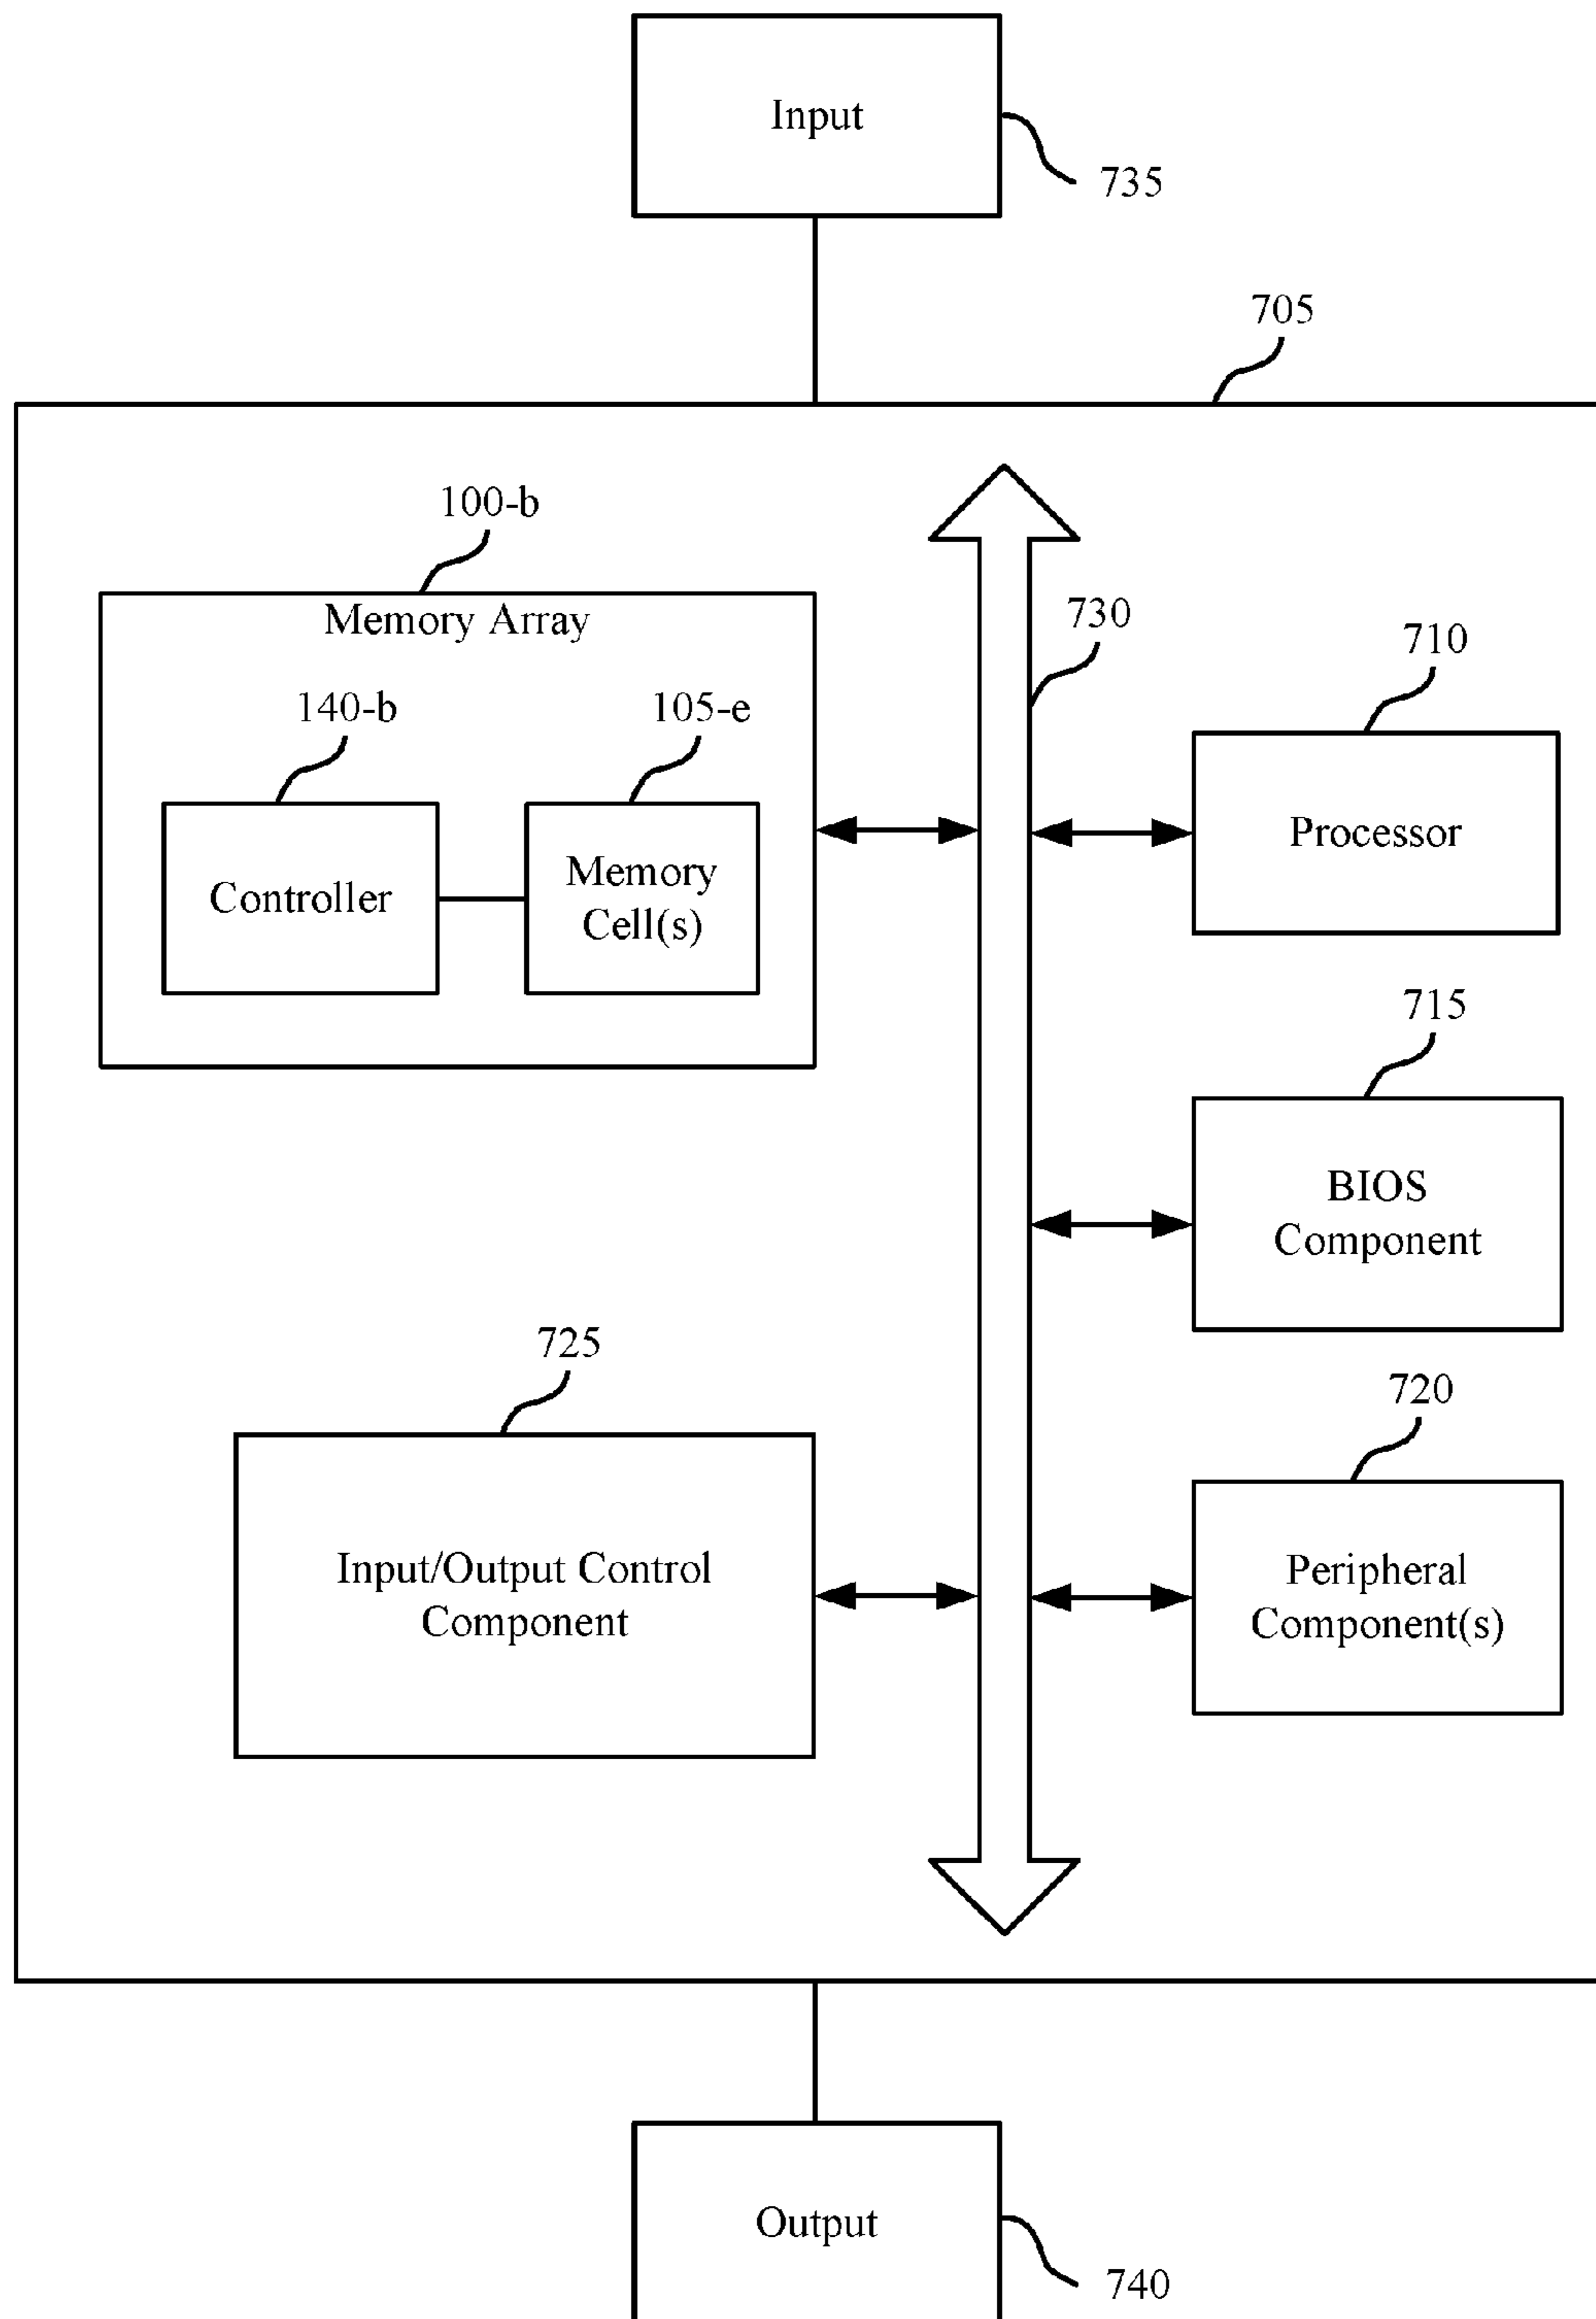 Input
735
705
100-b
Memory Array
730
710
140-b
105-e
Processor
Controller
Memory
Cell(s)
715
BIOS
Component
725
720
Input/Output Control
Component
Peripheral
Component(s)
Output
740